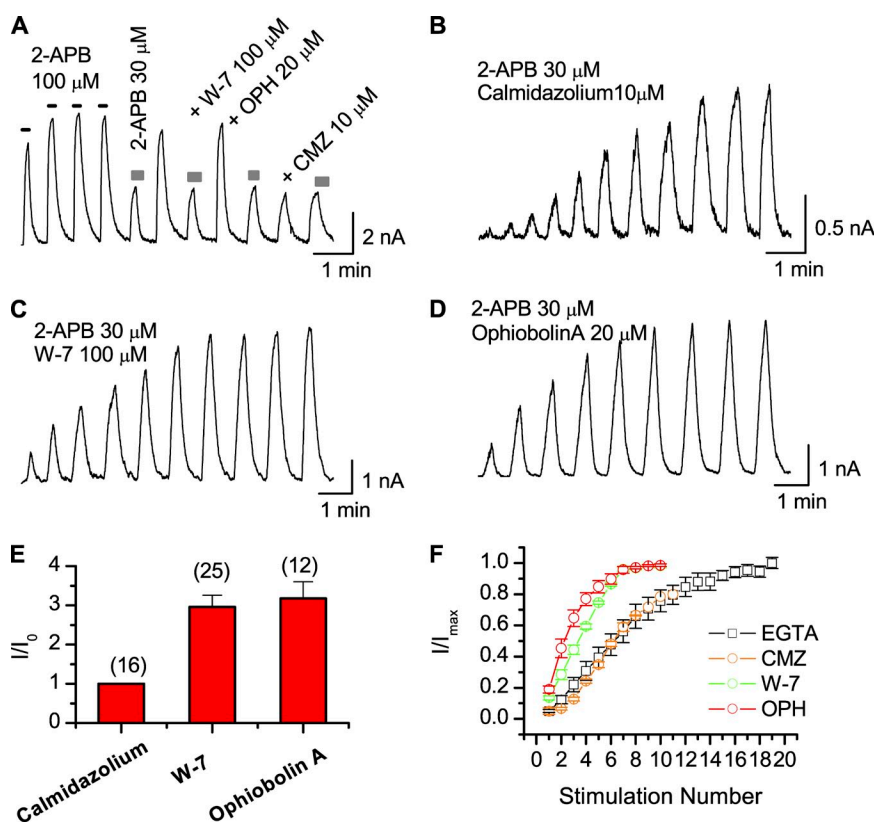 A
2-APB
100 μM
2-APB 30 μM
+ W-7 100 μM
+ OPH 20 μM
+ CMZ 10 μM
2 nA
1 min
B
2-APB 30 μM
Calmidazolium10μM
0.5 nA
1 min
C
2-APB 30 μM
W-7 100 μM
1 nA
1 min
D
2-APB 30 μM
OphiobolinA 20 μM
1 nA
1 min
E
I/I0
4
3
2
1
0
(16)
(25)
(12)
Calmidazolium
W-7
Ophiobolin A
F
I/Imax
1.0
0.8
0.6
0.4
0.2
0.0
EGTA
CMZ
W-7
OPH
0 2 4 6 8 10 12 14 16 18 20
Stimulation Number